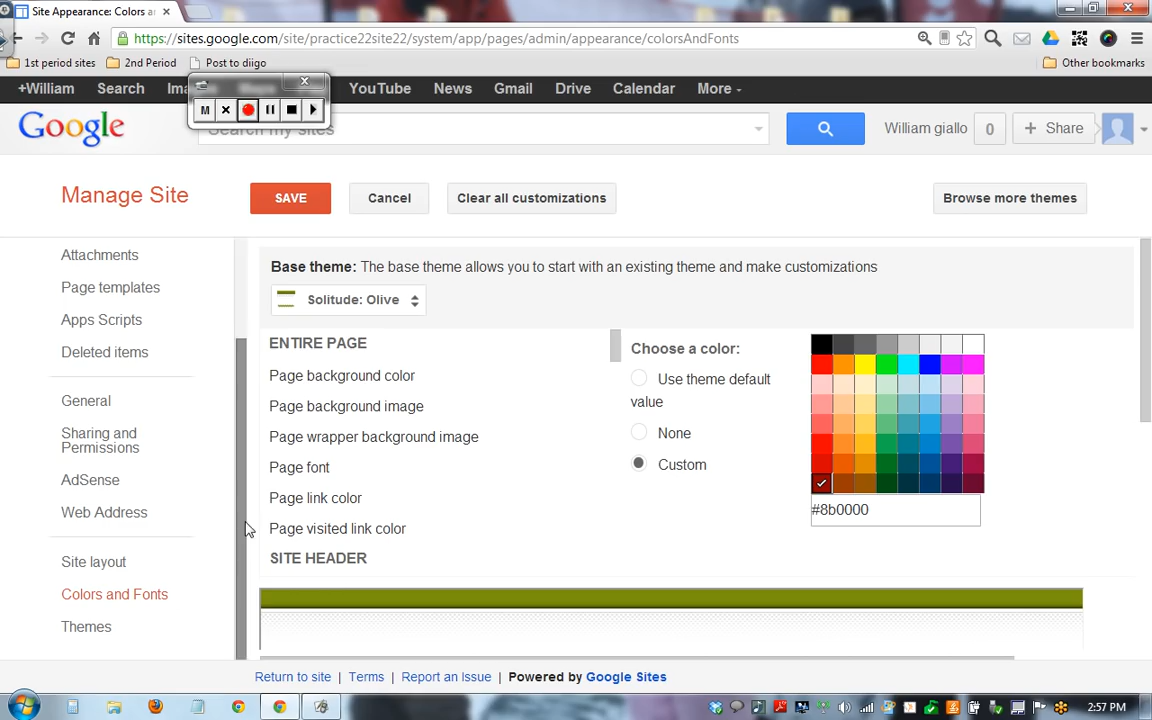 Site Appearance: Colors a
https://sites.google.com/site/practice22site22/system/app/pages/admin/appearance/colorsAndFonts
1st period sites
2nd Period
Post to diigo
Other bookmarks
+William
Search
YouTube
News
Gmail
Drive
Calendar
More
M
Google
Search my sites
William giallo
0
+ Share
Manage Site
SAVE
Cancel
Clear all customizations
Browse more themes
Attachments
Page templates
Apps Scripts
Deleted items
General
Sharing and
Permissions
AdSense
Web Address
Site layout
Colors and Fonts
Themes
Base theme: The base theme allows you to start with an existing theme and make customizations
Solitude: Olive
ENTIRE PAGE
Page background color
Page background image
Page wrapper background image
Page font
Page link color
Page visited link color
SITE HEADER
Choose a color:
Use theme default
value
None
Custom
#8b0000
Return to site | Terms | Report an Issue | Powered by Google Sites
2:57 PM